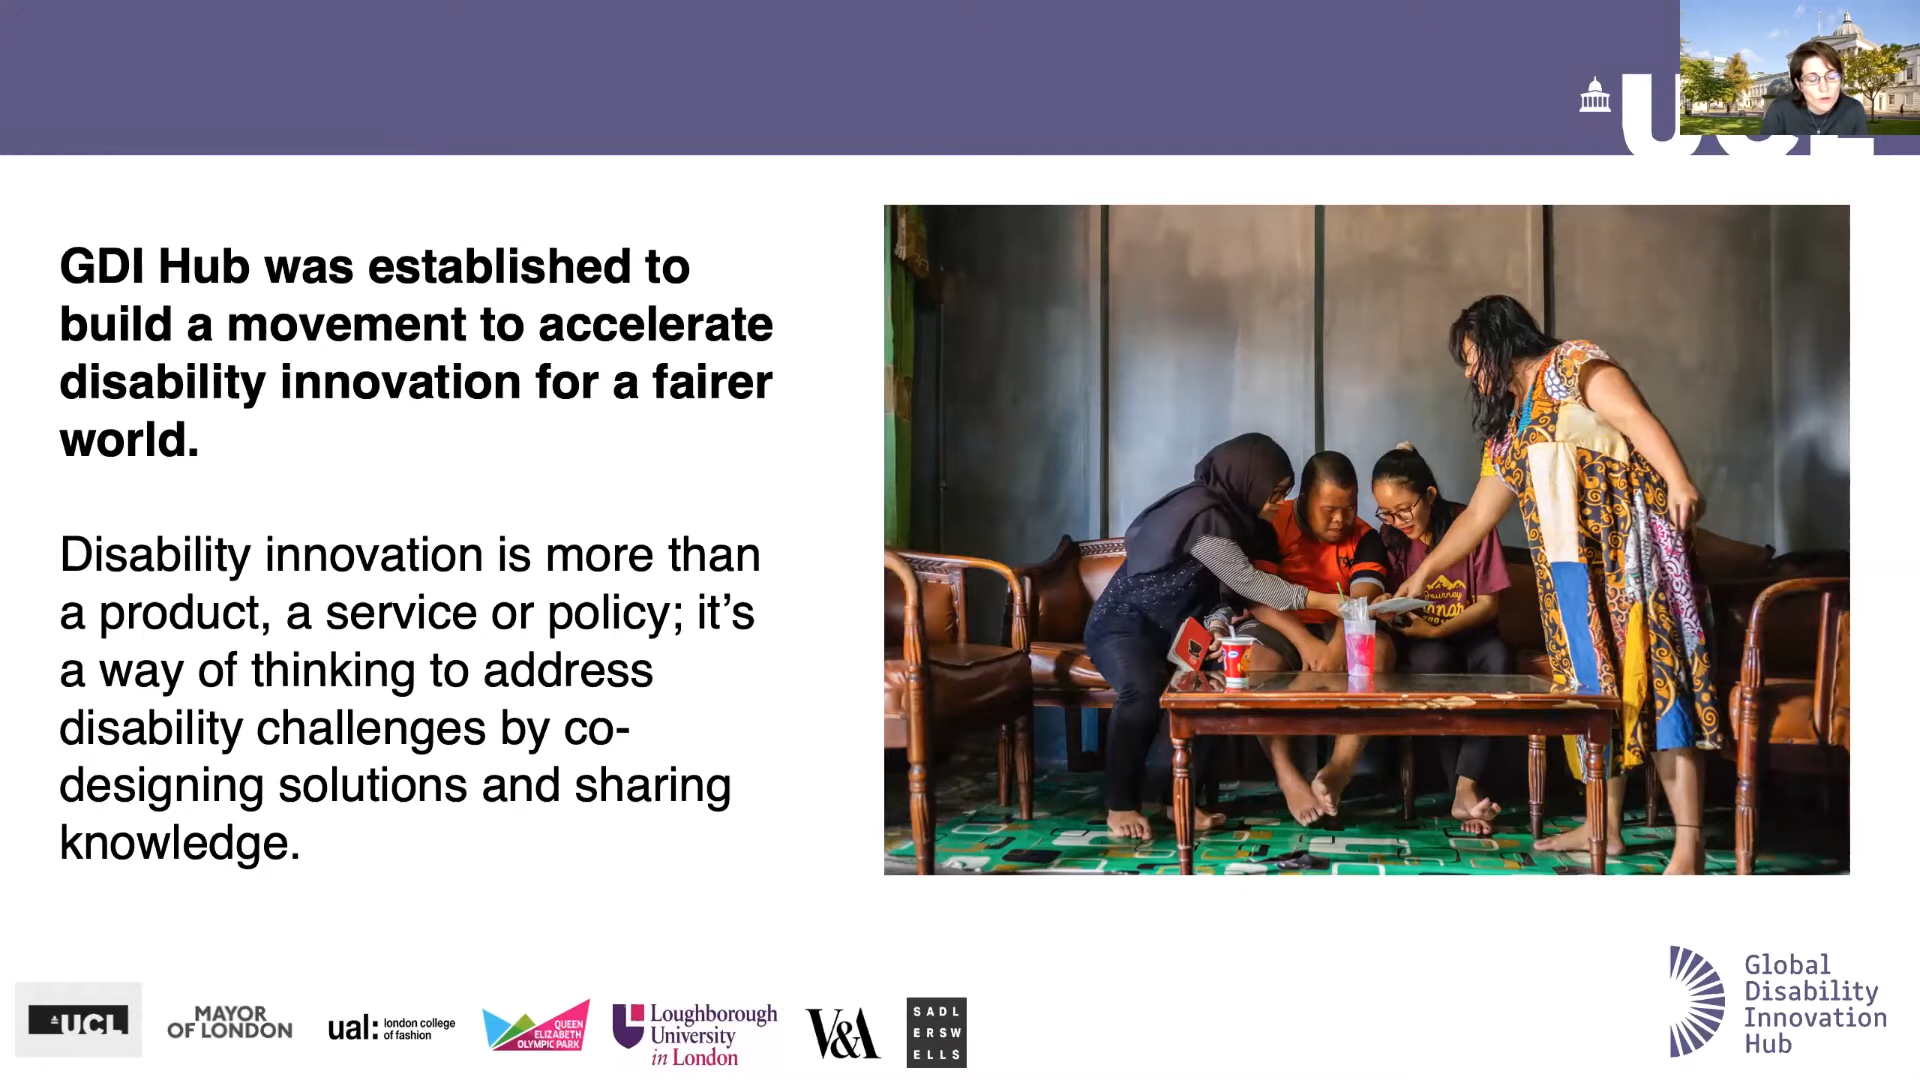 GDI Hub was established to
build a movement to accelerate
disability innovation for a fairer
world.
Disability innovation is more than
a product, a service or policy; it’s
a way of thinking to address
disability challenges by co-
designing solutions and sharing
knowledge.
UCL
MAYOR
OF LONDON
ual: london college
of fashion
QUEEN
ELIZABETH
OLYMPIC PARK
Loughborough
University
in London
V&A
SADL
ERSW
ELLS
Global
Disability
Innovation
Hub